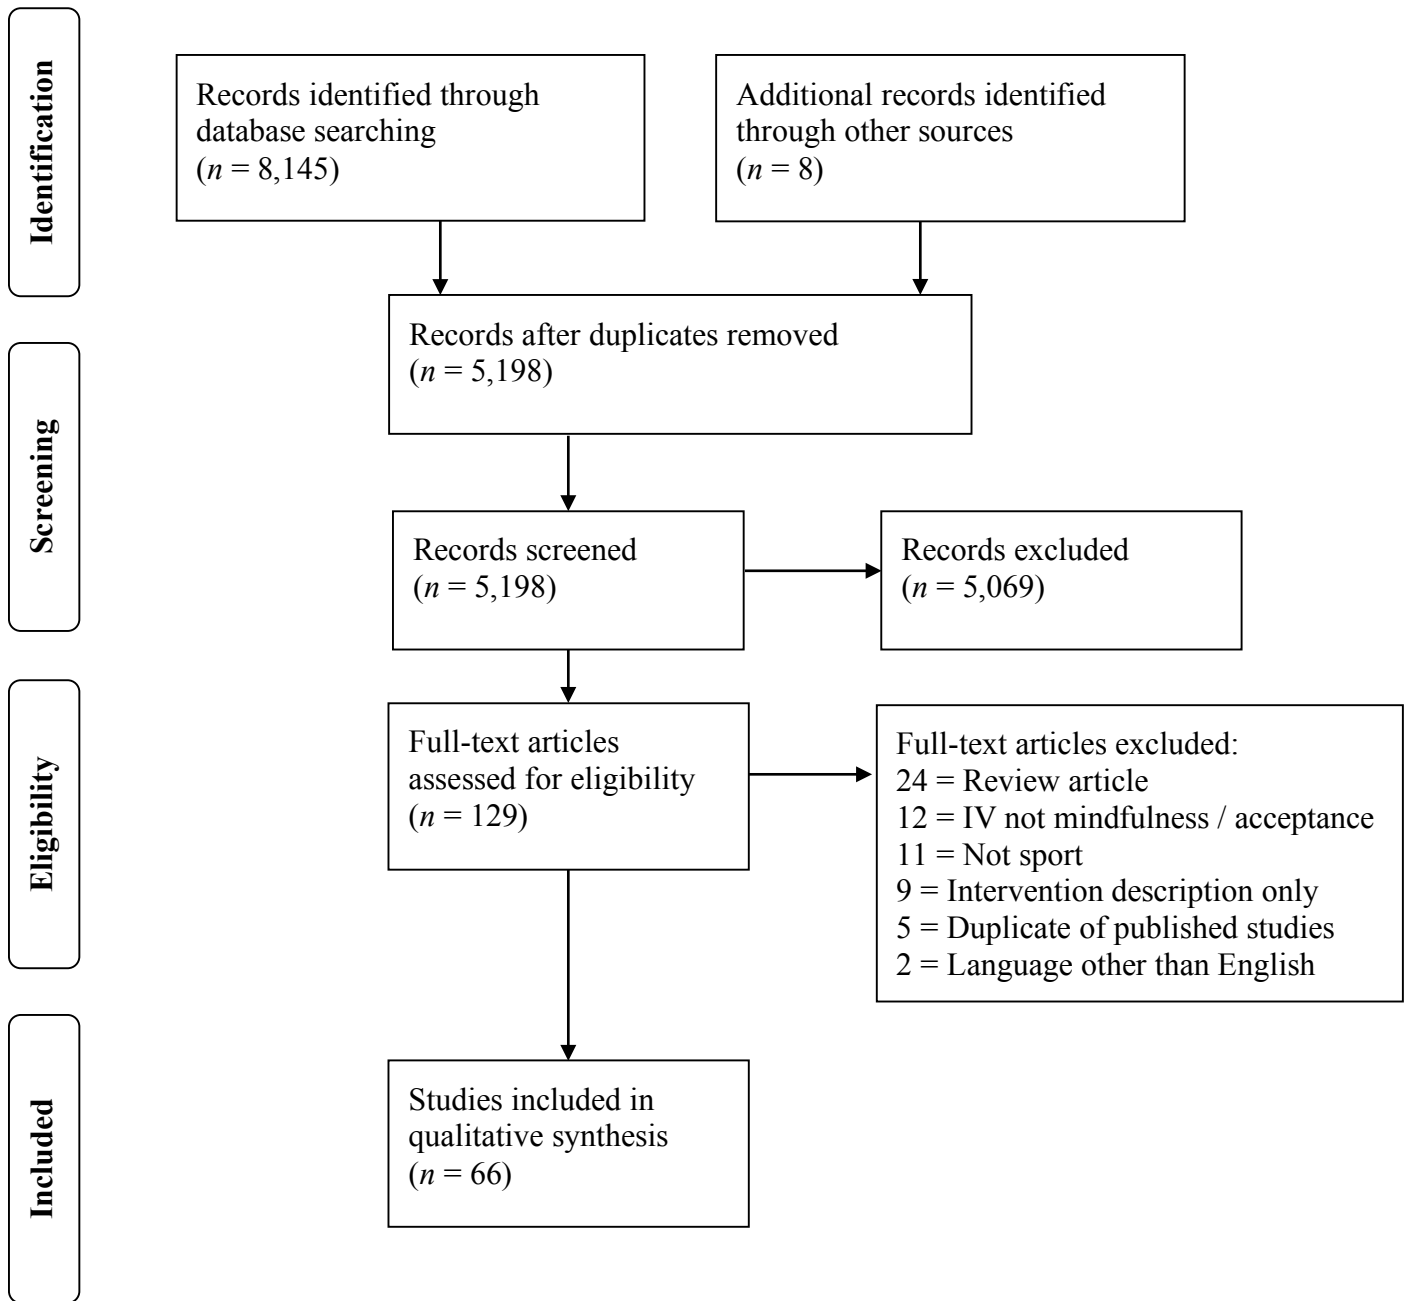 Identification
Records identified through
database searching
(n = 8,145)
Additional records identified
through other sources
(n = 8)
Records after duplicates removed
(n = 5,198)
Screening
Records screened
(n = 5,198)
Records excluded
(n = 5,069)
Eligibility
Full-text articles
assessed for eligibility
(n = 129)
Full-text articles excluded:
24 = Review article
12 = IV not mindfulness / acceptance
11 = Not sport
9 = Intervention description only
5 = Duplicate of published studies
2 = Language other than English
Included
Studies included in
qualitative synthesis
(n = 66)